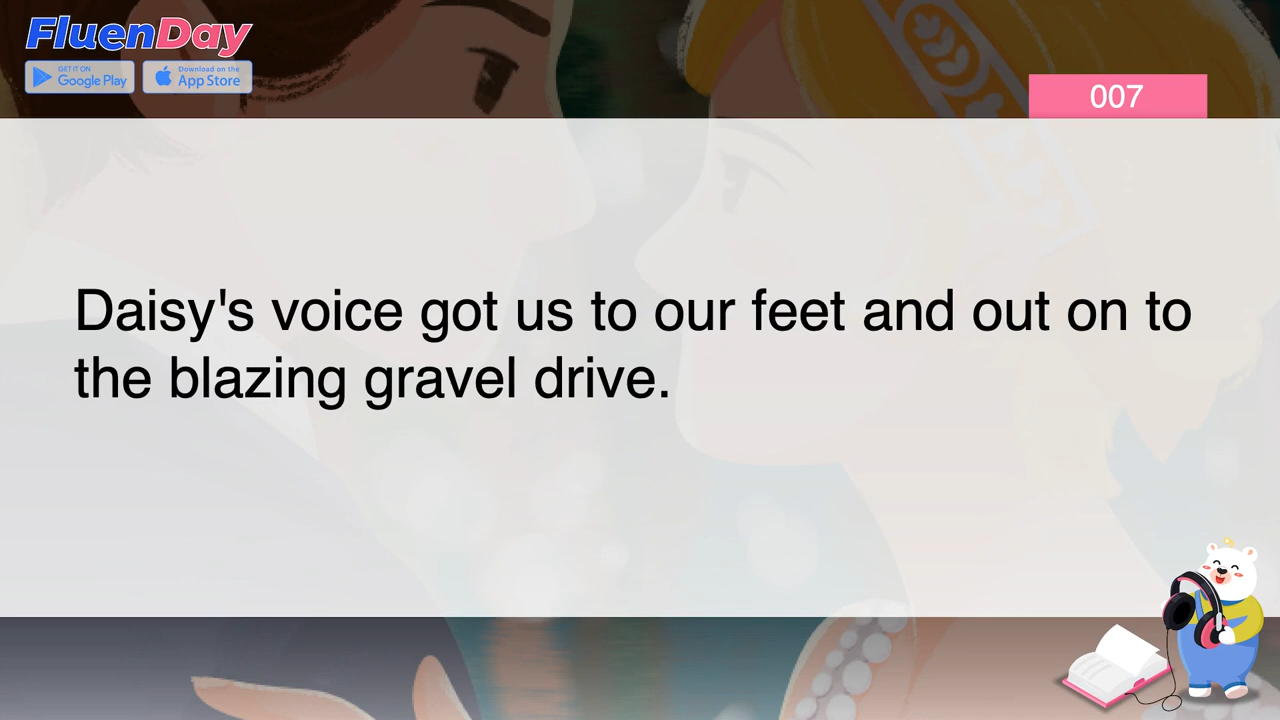 FluenDay
GET IT ON
Google Play
Download on the
App Store
007
Daisy's voice got us to our feet and out on to
the blazing gravel drive.